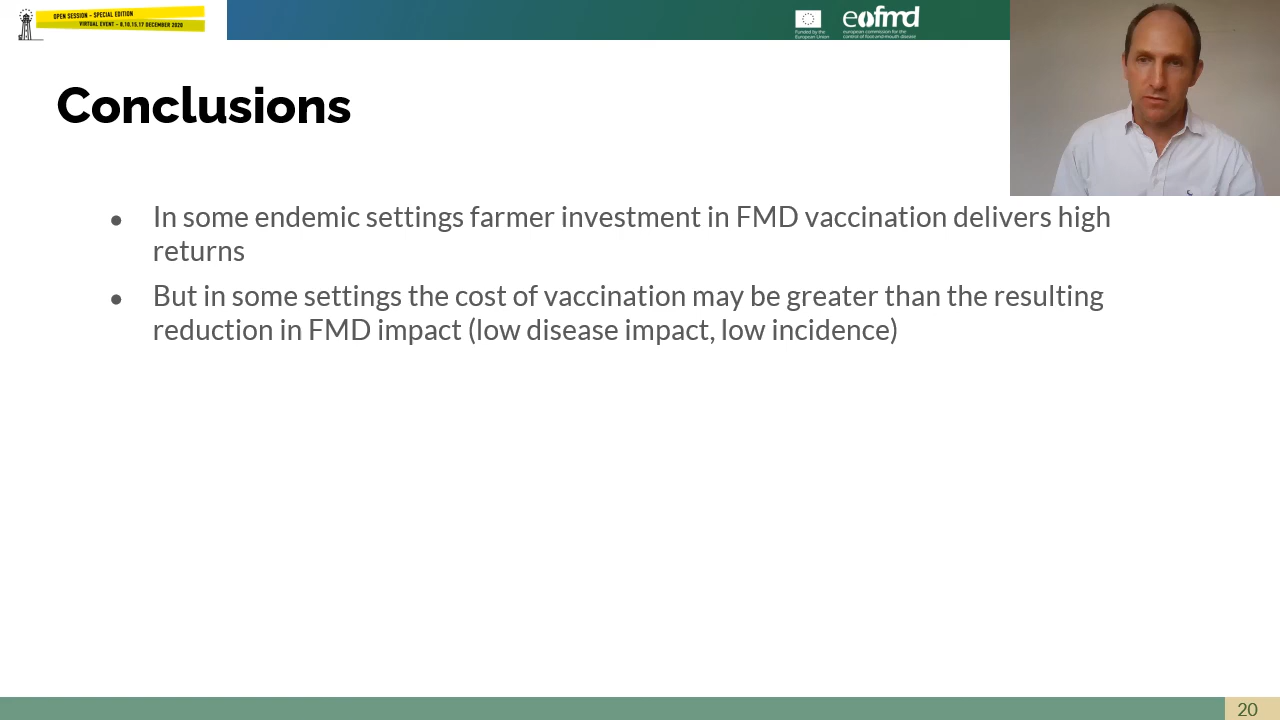 OPEN SESSION - SPECIAL EDITION
VIRTUAL EVENT - 8,10,15,17 DECEMBER 2020
Funded by the
European Union
eofmd
european commission for the
control of foot-and-mouth disease
Conclusions
● In some endemic settings farmer investment in FMD vaccination delivers high
returns
● But in some settings the cost of vaccination may be greater than the resulting
reduction in FMD impact (low disease impact, low incidence)
20